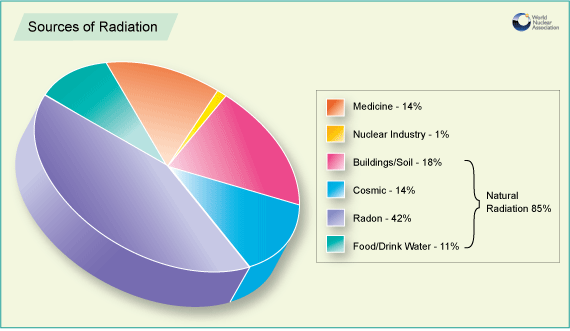 Sources of Radiation
World
Nuclear
Association
Medicine - 14%
Nuclear Industry - 1%
Buildings/Soil - 18%
Cosmic - 14%
Radon - 42%
Food/Drink Water - 11%
Natural
Radiation 85%